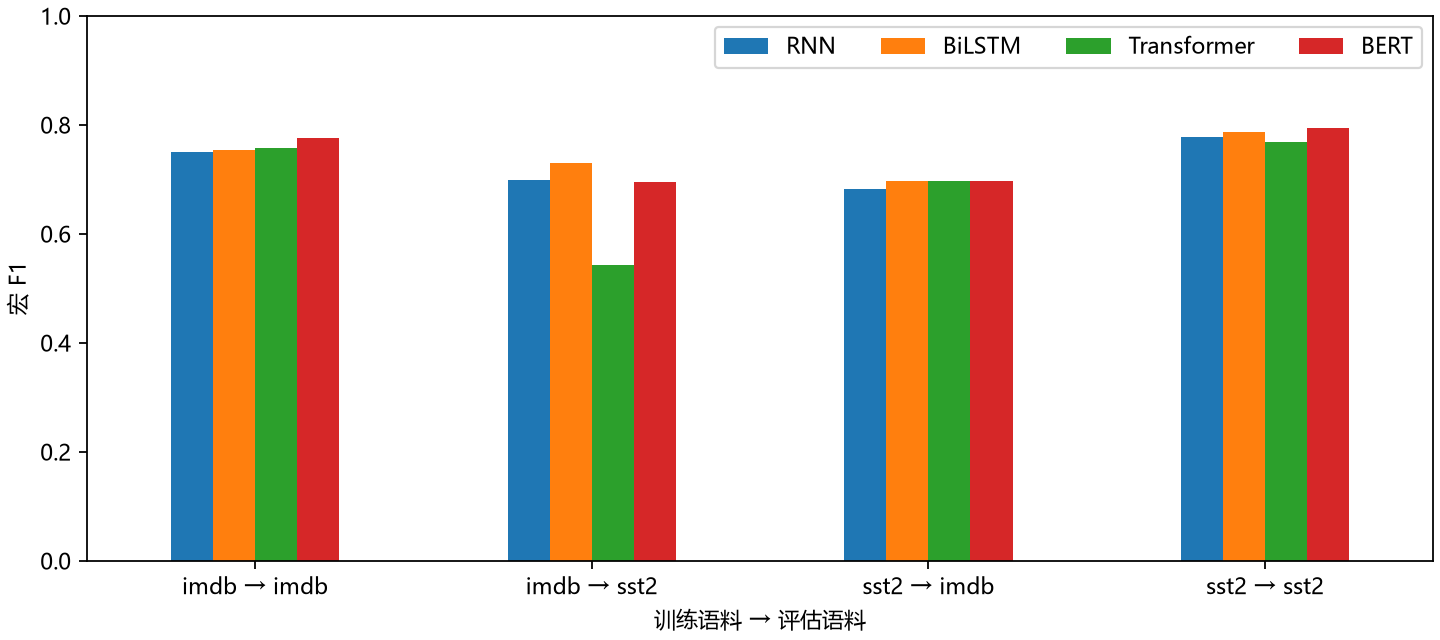 RNN BiLSTM Transformer BERT
宏 F1
1.0
0.8
0.6
0.4
0.2
0.0
imdb → imdb imdb → sst2 sst2 → imdb sst2 → sst2
训练语料 → 评估语料